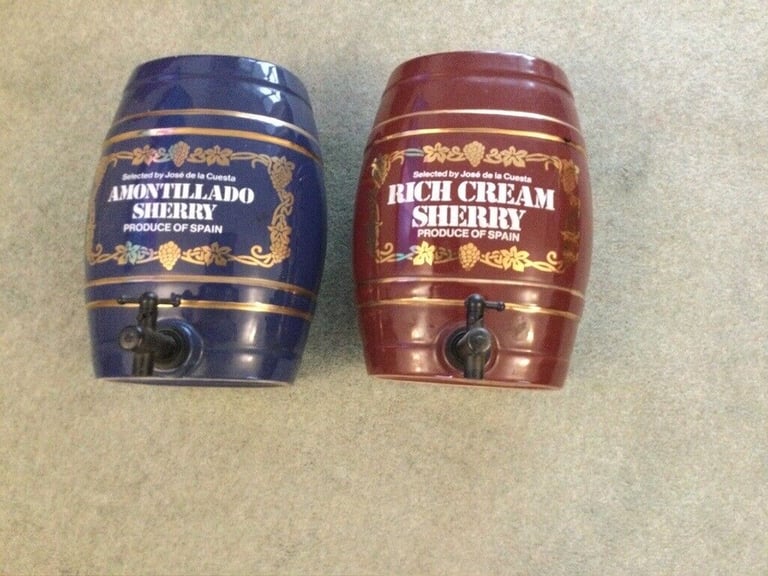 Selected by José de la Cuesta
AMONTILLADO
SHERRY
PRODUCE OF SPAIN
Selected by José de la Cuesta
RICH CREAM
SHERRY
PRODUCE OF SPAIN